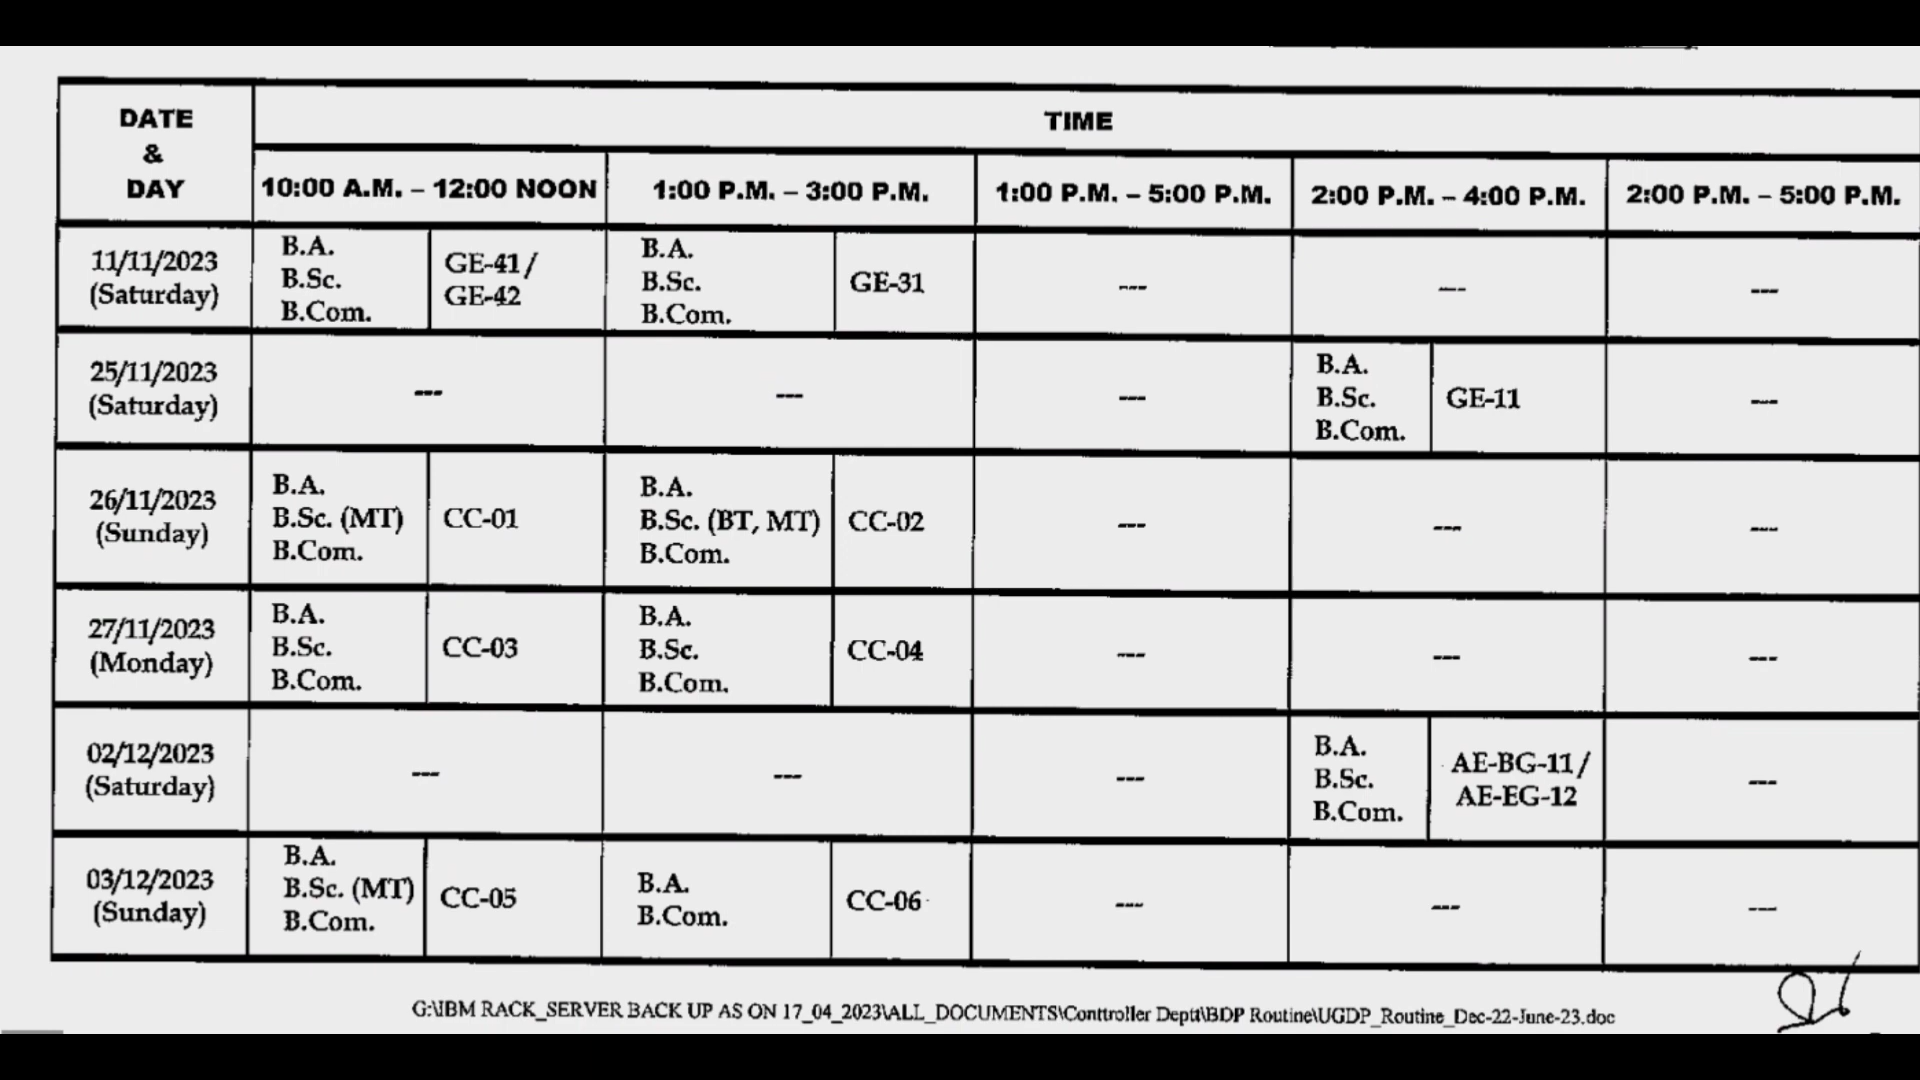 DATE
&
DAY
TIME
10:00 A.M. – 12:00 NOON
1:00 P.M. – 3:00 P.M.
1:00 P.M. – 5:00 P.M.
2:00 P.M. – 4:00 P.M.
2:00 P.M. – 5:00 P.M.
11/11/2023
(Saturday)
B.A.
B.Sc.
B.Com.
GE-41/
GE-42
B.A.
B.Sc.
B.Com.
GE-31
---
---
---
25/11/2023
(Saturday)
---
---
---
B.A.
B.Sc.
B.Com.
GE-11
---
26/11/2023
(Sunday)
B.A.
B.Sc. (MT)
B.Com.
CC-01
B.A.
B.Sc. (BT, MT)
B.Com.
CC-02
---
---
---
27/11/2023
(Monday)
B.A.
B.Sc.
B.Com.
CC-03
B.A.
B.Sc.
B.Com.
CC-04
---
---
---
02/12/2023
(Saturday)
---
---
---
B.A.
B.Sc.
B.Com.
AE-BG-11/
AE-EG-12
---
03/12/2023
(Sunday)
B.A.
B.Sc. (MT)
B.Com.
CC-05
B.A.
B.Com.
CC-06
---
---
---
G:\IBM RACK_SERVER BACK UP AS ON 17_04_2023\ALL_DOCUMENTS\Conttroller Deptt\BDP Routine\UGDP_Routine_Dec-22-June-23.doc